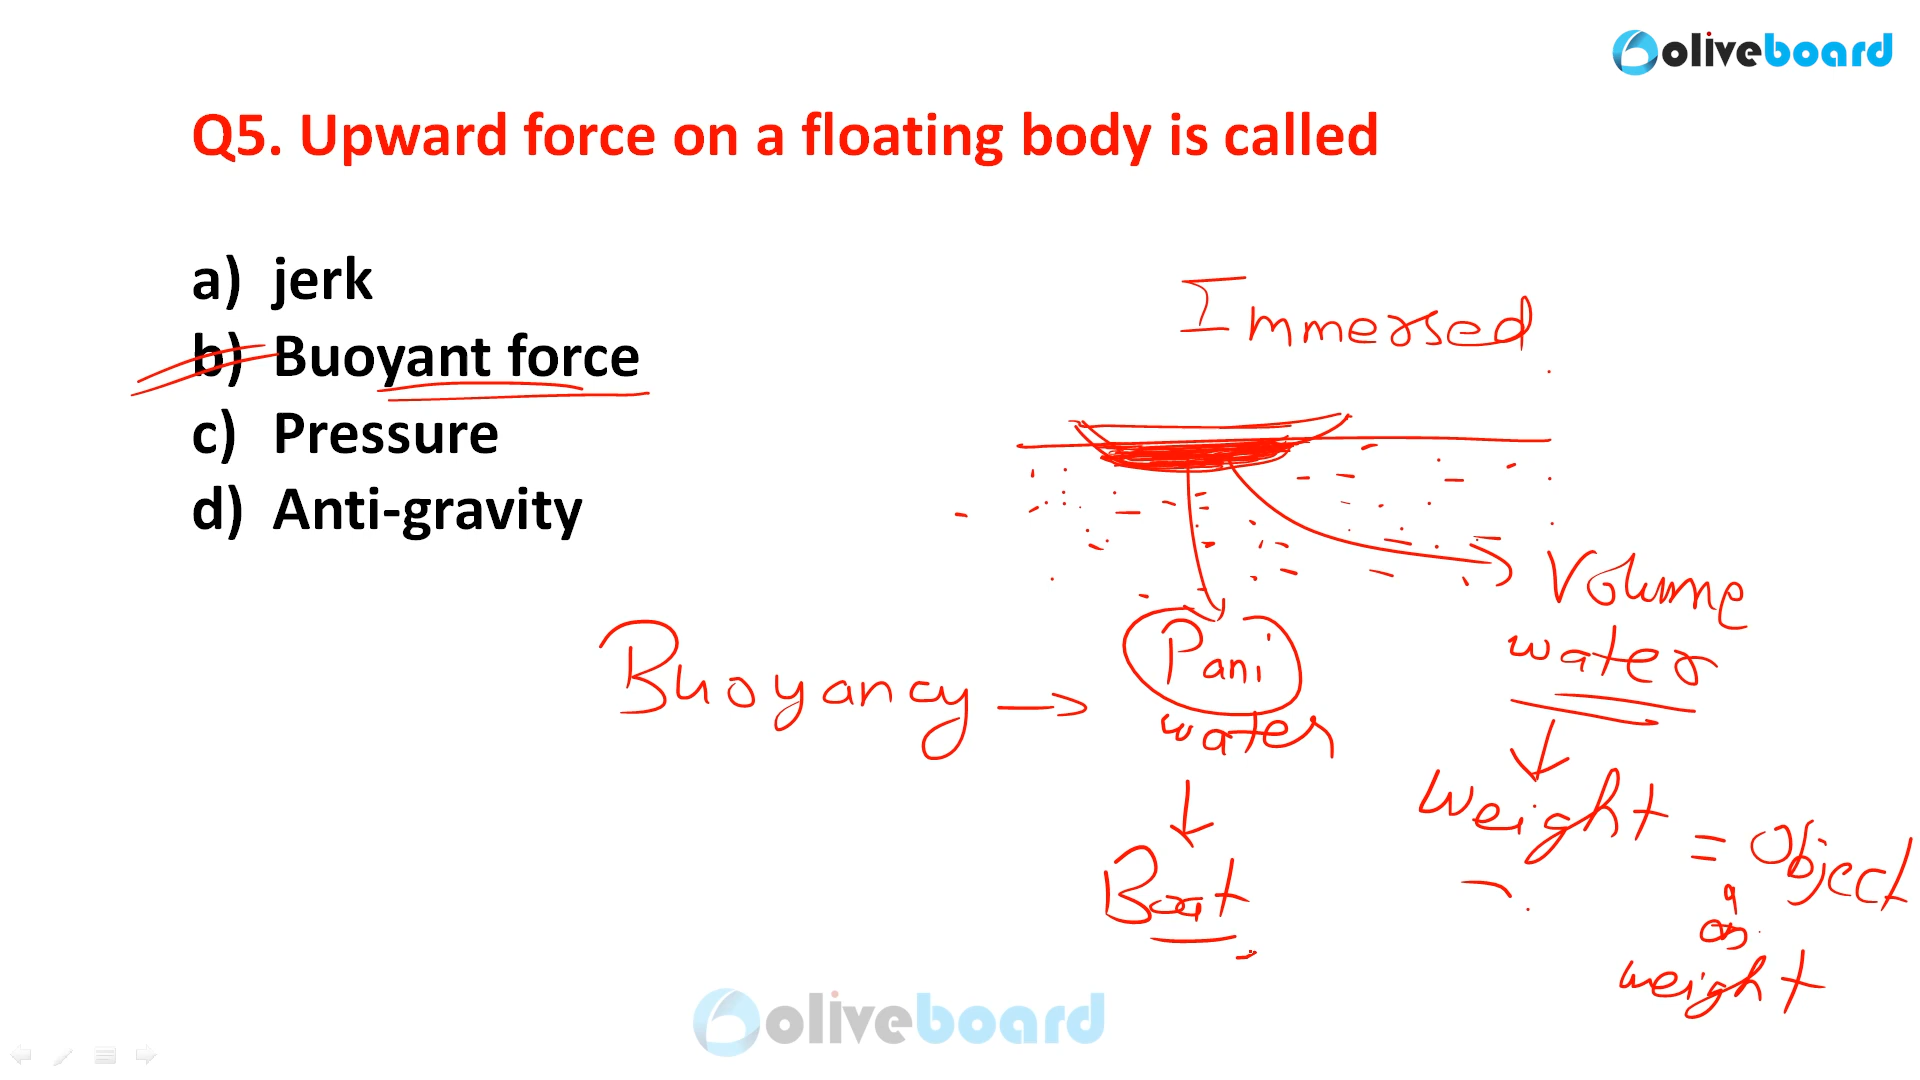 oliveboard
Q5. Upward force on a floating body is called
a) jerk
b) Buoyant force
c) Pressure
d) Anti-gravity
Immersed
Volume
water
Buoyancy →
Pani
water
Weight = Object
Boat
weight
oliveboard